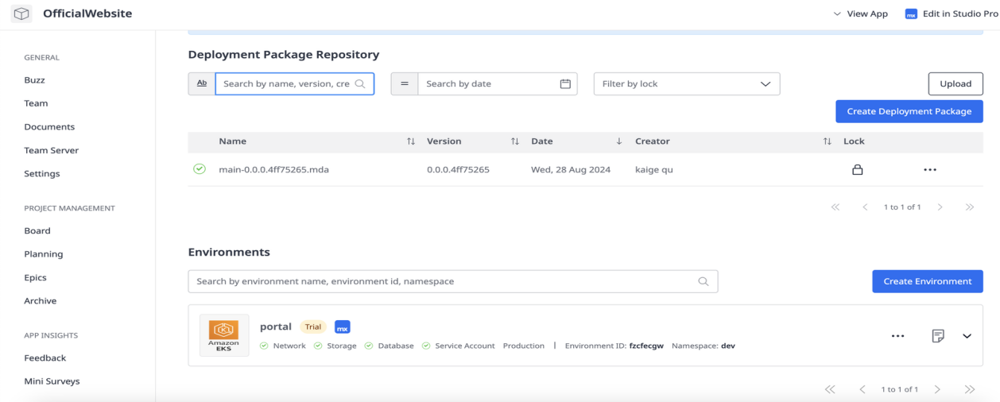 OfficialWebsite
View App
mx Edit in Studio Pro
GENERAL
Buzz
Team
Documents
Team Server
Settings
PROJECT MANAGEMENT
Board
Planning
Epics
Archive
APP INSIGHTS
Feedback
Mini Surveys
Deployment Package Repository
Ab Search by name, version, cre
= Search by date
Filter by lock
Upload
Create Deployment Package
Name Version Date Creator Lock
main-0.0.0.4ff75265.mda 0.0.0.4ff75265 Wed, 28 Aug 2024 kaige qu
1 to 1 of 1
Environments
Search by environment name, environment id, namespace
Create Environment
K
Amazon
EKS
portal Trial mx
Network Storage Database Service Account Production | Environment ID: fzcfecgw Namespace: dev
1 to 1 of 1